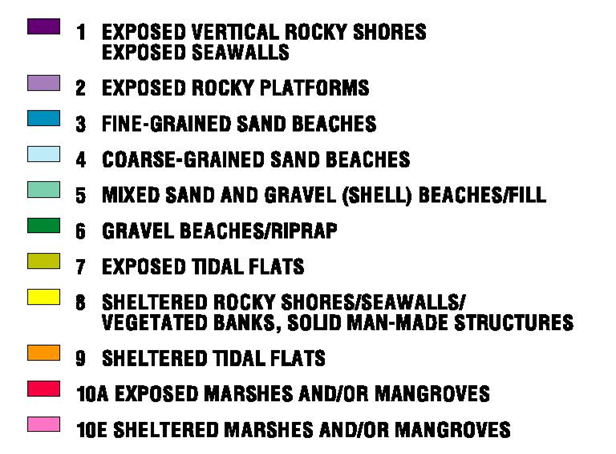 1 EXPOSED VERTICAL ROCKY SHORES
EXPOSED SEAWALLS
2 EXPOSED ROCKY PLATFORMS
3 FINE-GRAINED SAND BEACHES
4 COARSE-GRAINED SAND BEACHES
5 MIXED SAND AND GRAVEL (SHELL) BEACHES/FILL
6 GRAVEL BEACHES/RIPRAP
7 EXPOSED TIDAL FLATS
8 SHELTERED ROCKY SHORES/SEAWALLS/
VEGETATED BANKS, SOLID MAN-MADE STRUCTURES
9 SHELTERED TIDAL FLATS
10A EXPOSED MARSHES AND/OR MANGROVES
10E SHELTERED MARSHES AND/OR MANGROVES